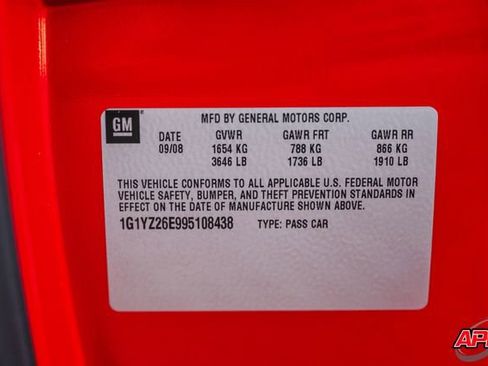 GM
MFD BY GENERAL MOTORS CORP.
DATE GVWR GAWR FRT GAWR RR
09/08 1654 KG 788 KG 866 KG
3646 LB 1736 LB 1910 LB
THIS VEHICLE CONFORMS TO ALL APPLICABLE U.S. FEDERAL MOTOR
VEHICLE SAFETY, BUMPER, AND THEFT PREVENTION STANDARDS IN
EFFECT ON THE DATE OF MANUFACTURE SHOWN ABOVE.
1G1YZ26E995108438 TYPE: PASS CAR